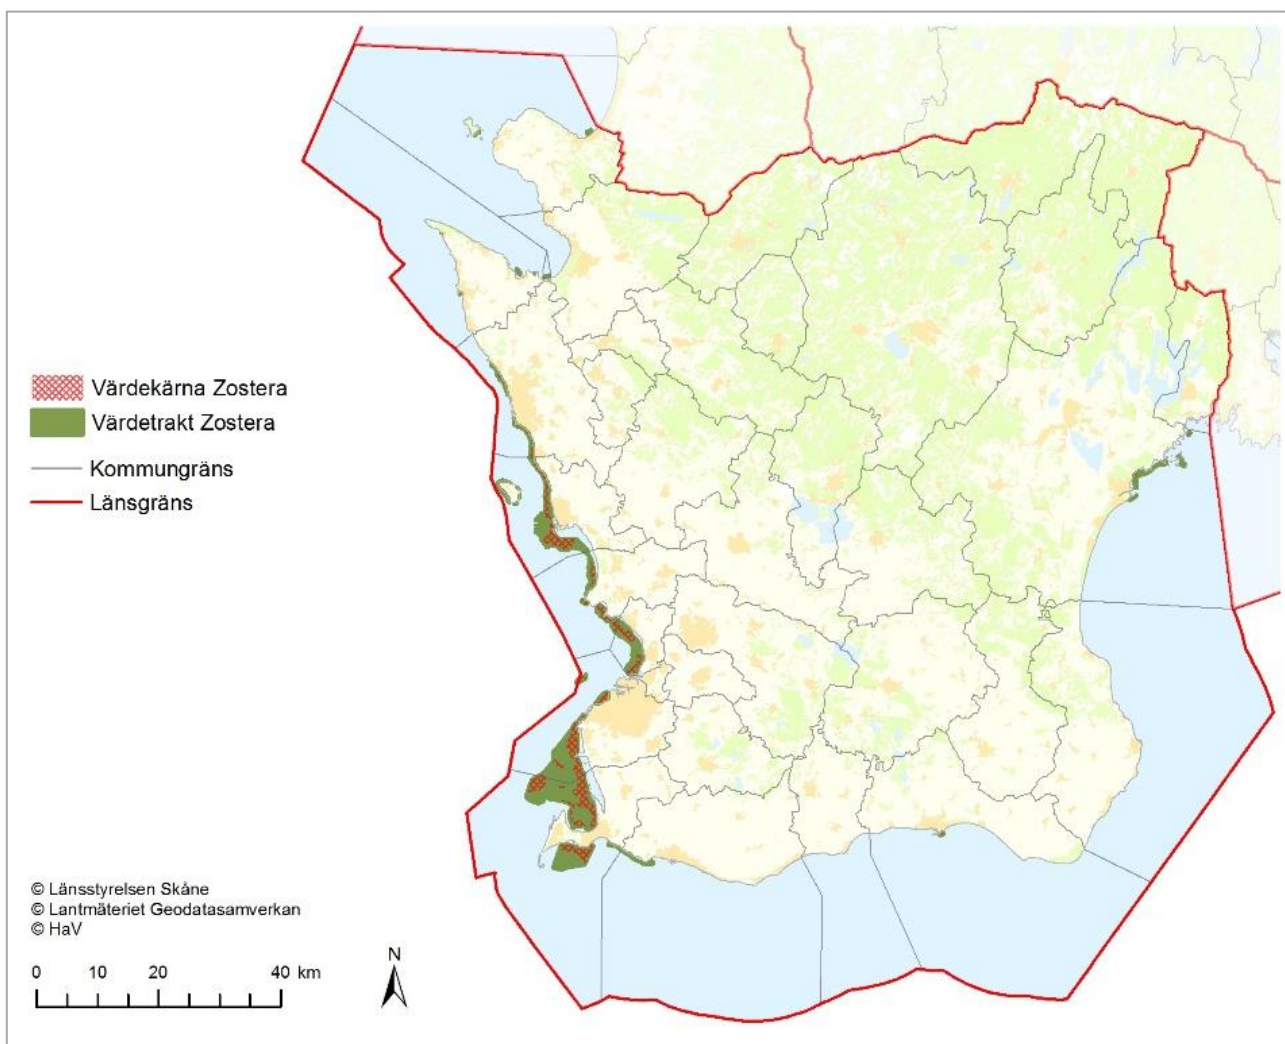 Värdekärna Zostera
Värdetrakt Zostera
Kommungräns
Länsgräns
© Länsstyrelsen Skåne
© Lantmäteriet Geodatasamverkan
© HaV
0 10 20 40 km
N